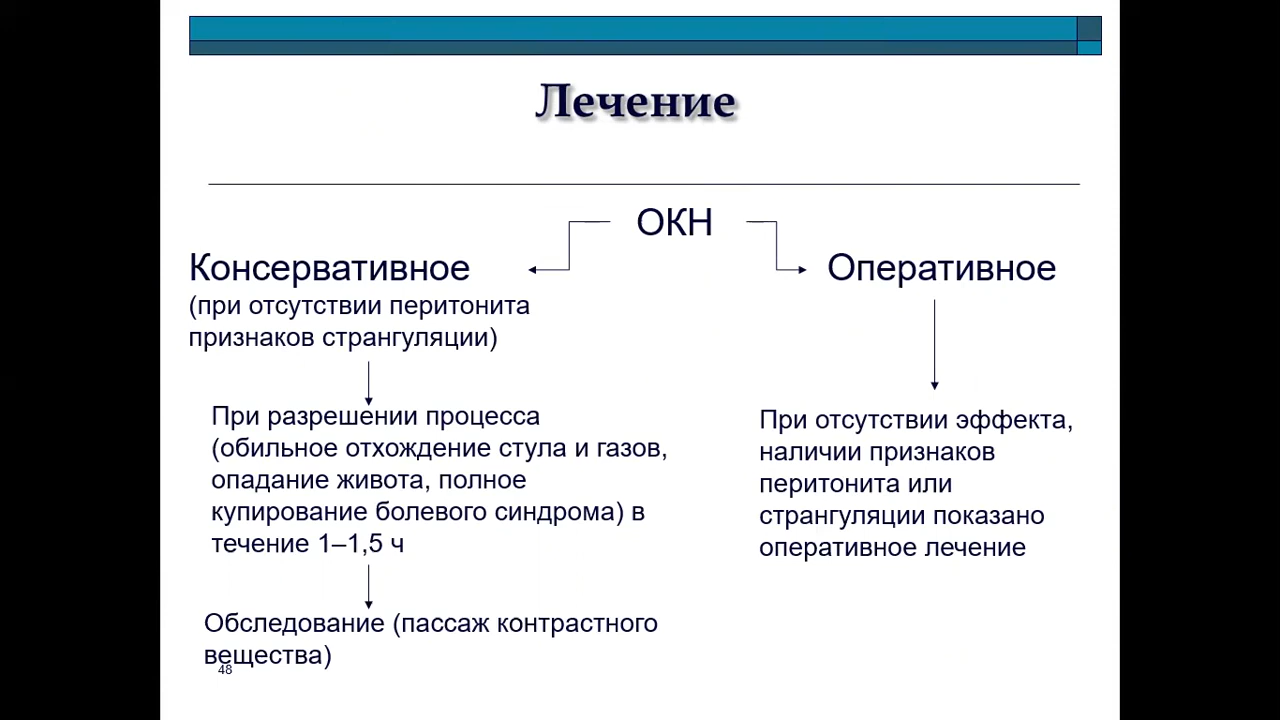 Лечение
ОКН
Консервативное
(при отсутствии перитонита
признаков странгуляции)
При разрешении процесса
(обильное отхождение стула и газов,
опадание живота, полное
купирование болевого синдрома) в
течение 1–1,5 ч
Обследование (пассаж контрастного
вещества)
Оперативное
При отсутствии эффекта,
наличии признаков
перитонита или
странгуляции показано
оперативное лечение
48